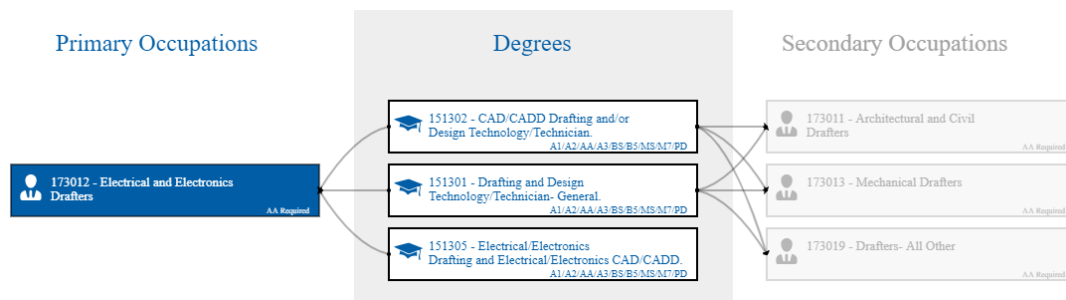 Primary Occupations
Degrees
Secondary Occupations
173012 - Electrical and Electronics
Drafters
AA Required
151302 - CAD/CADD Drafting and/or
Design Technology/Technician.
A1/A2/AA/A3/BS/B5/MS/M7/PD
151301 - Drafting and Design
Technology/Technician- General.
A1/A2/AA/A3/BS/B5/MS/M7/PD
151305 - Electrical/Electronics
Drafting and Electrical/Electronics CAD/CADD.
A1/A2/AA/A3/BS/B5/MS/M7/PD
173011 - Architectural and Civil
Drafters
AA Required
173013 - Mechanical Drafters
AA Required
173019 - Drafters- All Other
AA Required